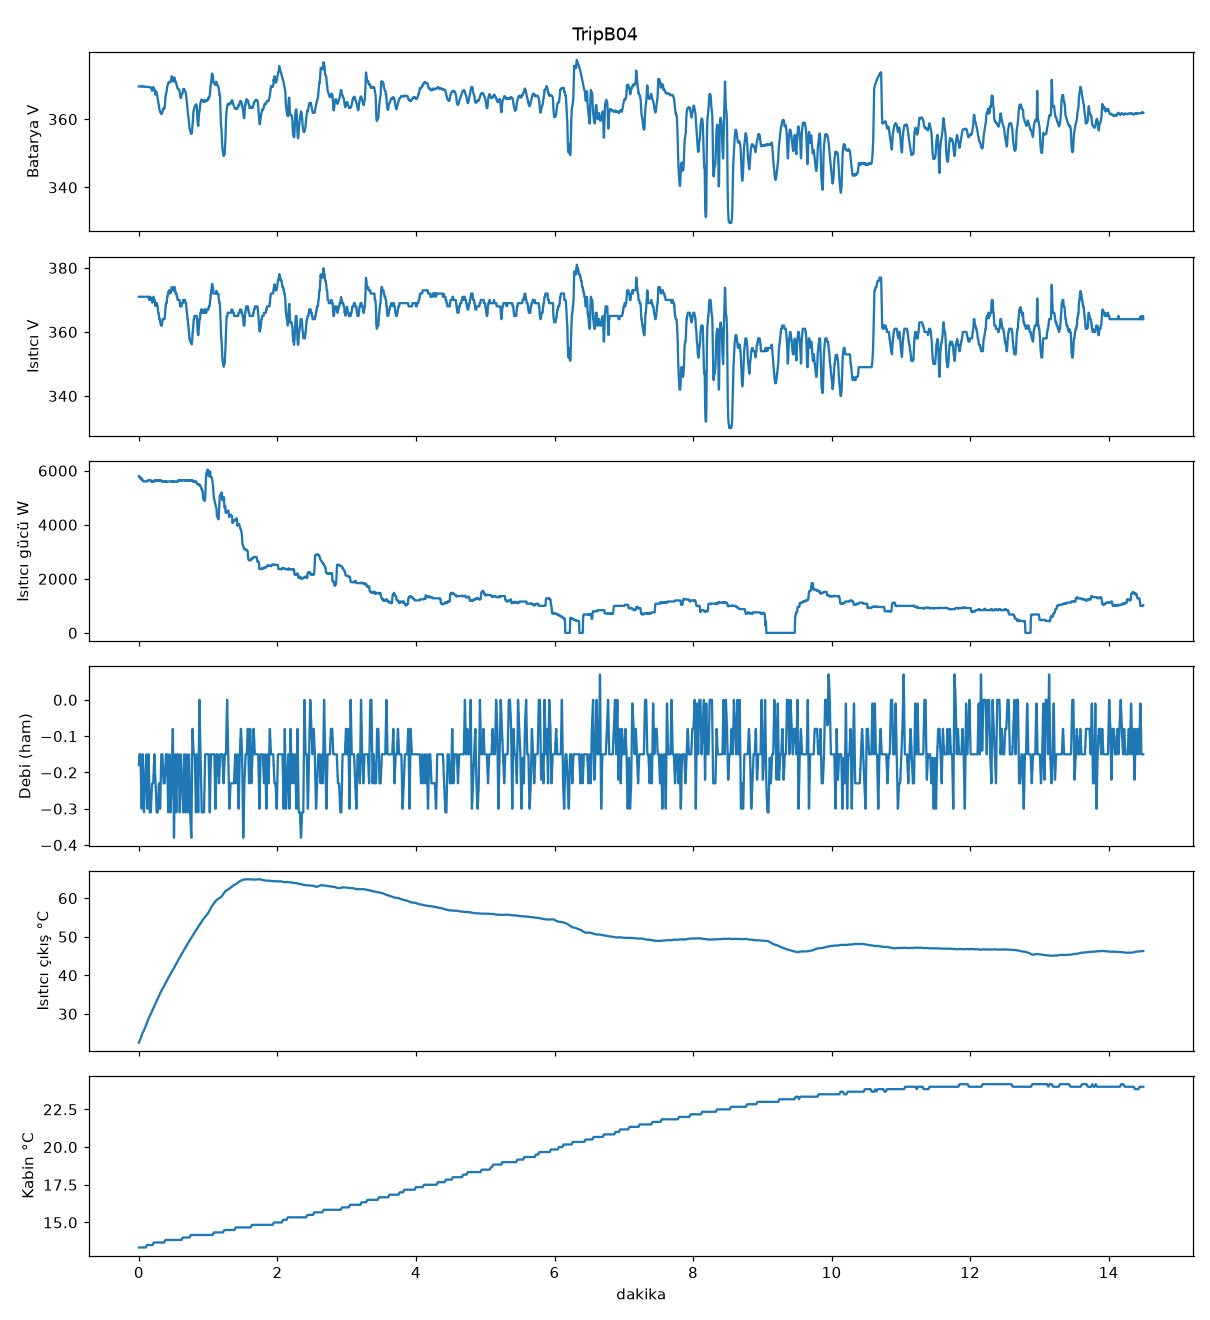 TripB04
Batarya V
360
340
Isıtıcı V
380
360
340
Isıtıcı gücü W
6000
4000
2000
0
Debi (ham)
0.0
−0.1
−0.2
−0.3
−0.4
Isıtıcı çıkış °C
60
50
40
30
Kabin °C
22.5
20.0
17.5
15.0
0 2 4 6 8 10 12 14
dakika